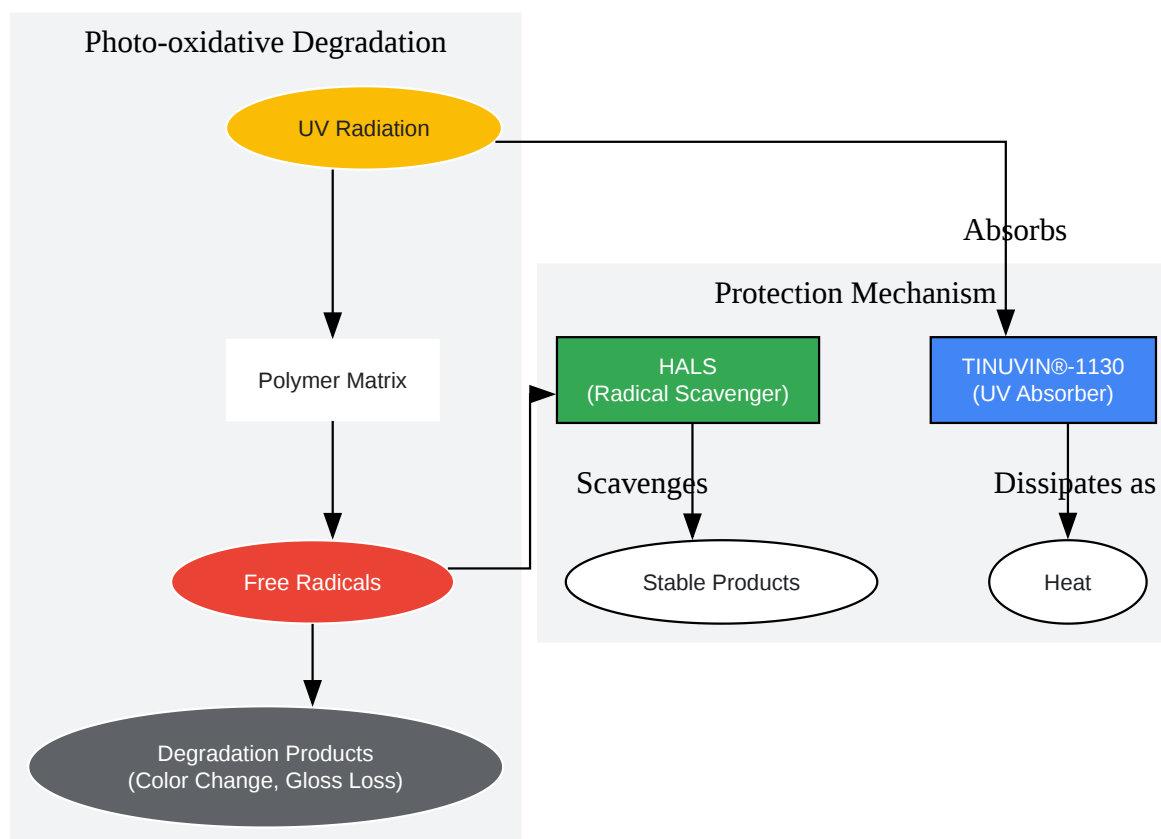 Photo-oxidative Degradation
UV Radiation
Absorbs
Protection Mechanism
Polymer Matrix
HALS
(Radical Scavenger)
TINUVIN®-1130
(UV Absorber)
Scavenges
Dissipates as
Free Radicals
Stable Products
Heat
Degradation Products
(Color Change, Gloss Loss)